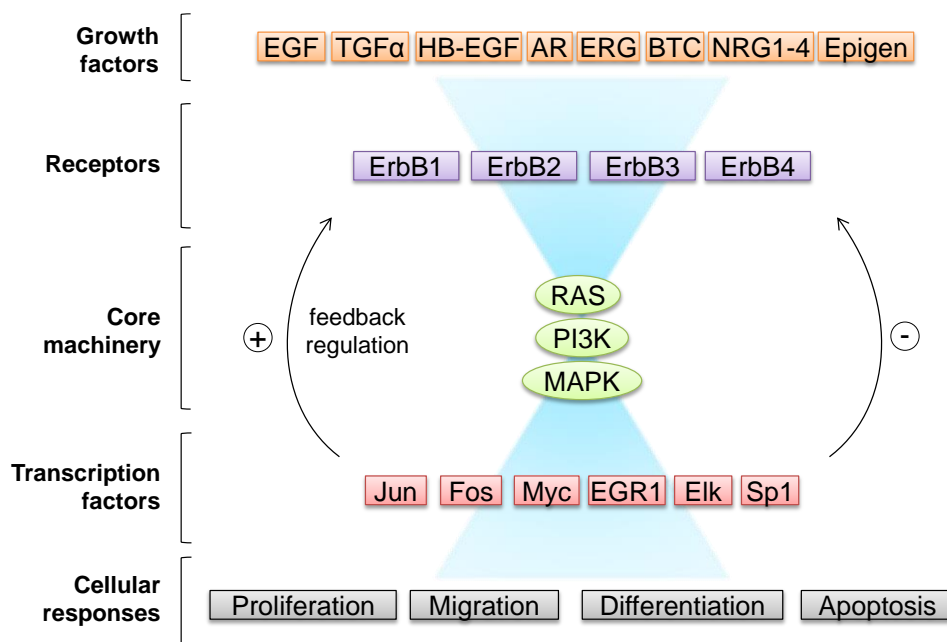 Growth
factors
EGF TGFα HB-EGF AR ERG BTC NRG1-4 Epigen
Receptors
ErbB1 ErbB2 ErbB3 ErbB4
Core
machinery
RAS
PI3K
MAPK
+
feedback
regulation
-
Transcription
factors
Jun Fos Myc EGR1 Elk Sp1
Cellular
responses
Proliferation Migration Differentiation Apoptosis